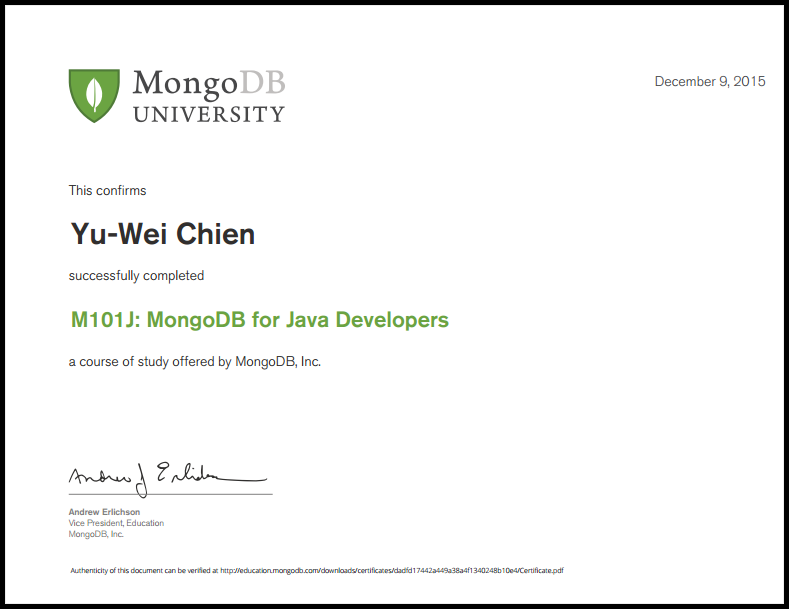 MongoDB
UNIVERSITY
December 9, 2015
This confirms
Yu-Wei Chien
successfully completed
M101J: MongoDB for Java Developers
a course of study offered by MongoDB, Inc.
Andrew J Erlichson
Andrew Erlichson
Vice President, Education
MongoDB, Inc.
Authenticity of this document can be verified at http://education.mongodb.com/downloads/certificates/dadfd17442a449a38a4f1340248b10e4/Certificate.pdf